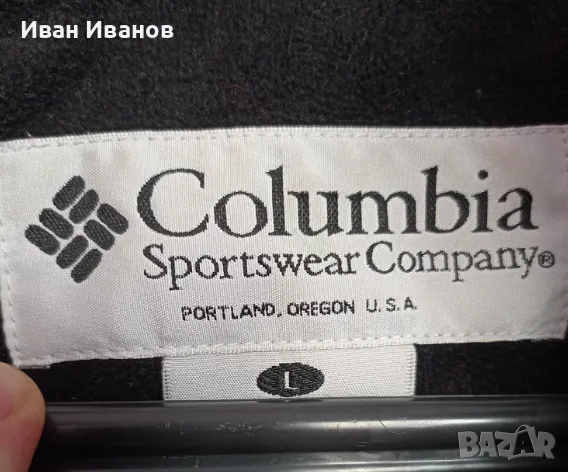 Иван Иванов
Columbia
Sportswear Company®
PORTLAND, OREGON U.S.A.
L
BAZAR